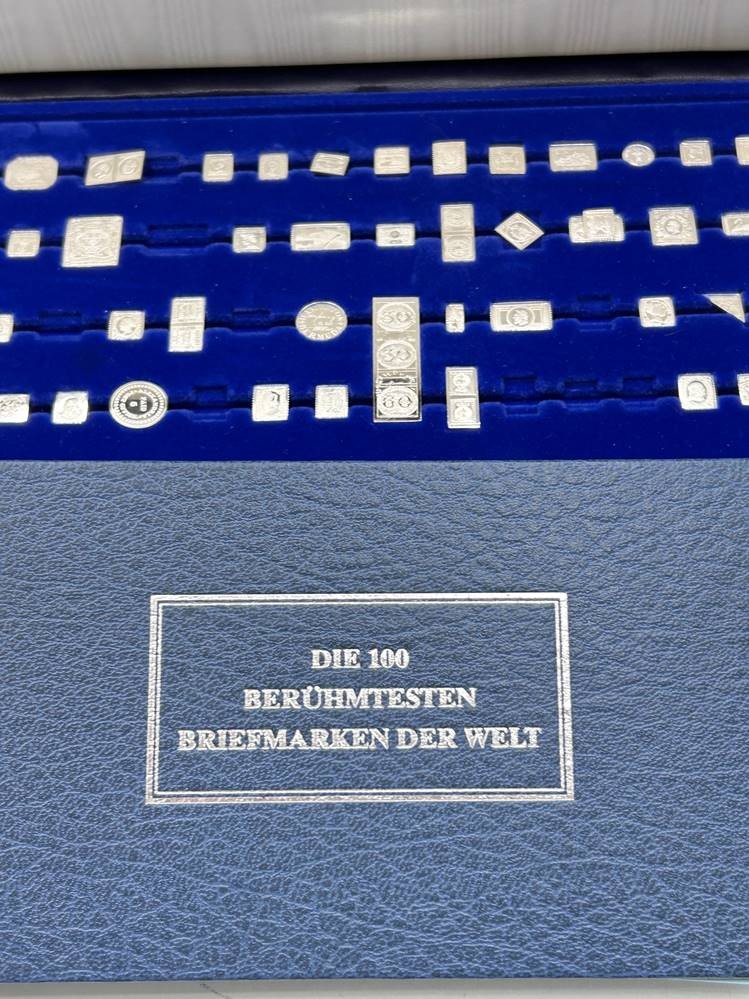 DIE 100
BERÜHMTESTEN
BRIEFMARKEN DER WELT